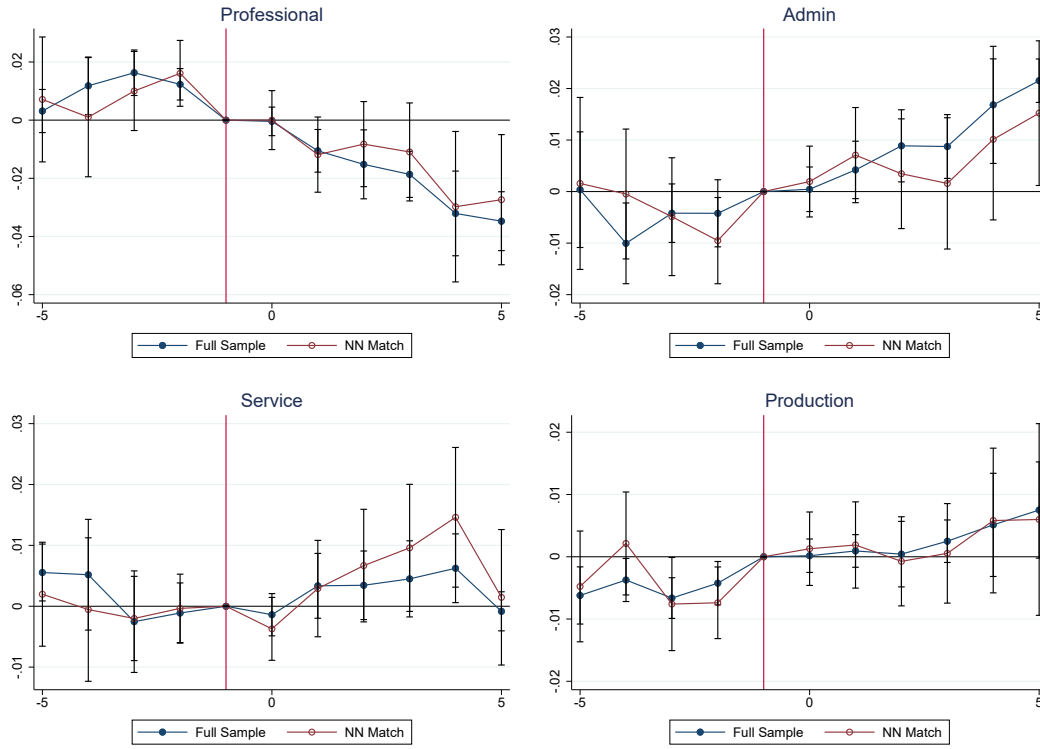 Professional
.02
0
-.02
-.04
-.06
-5
0
5
Full Sample
NN Match
Admin
.03
.02
.01
0
-.01
-.02
-5
0
5
Full Sample
NN Match
Service
.03
.02
.01
0
-.01
-5
0
5
Full Sample
NN Match
Production
.02
.01
0
-.01
-.02
-5
0
5
Full Sample
NN Match